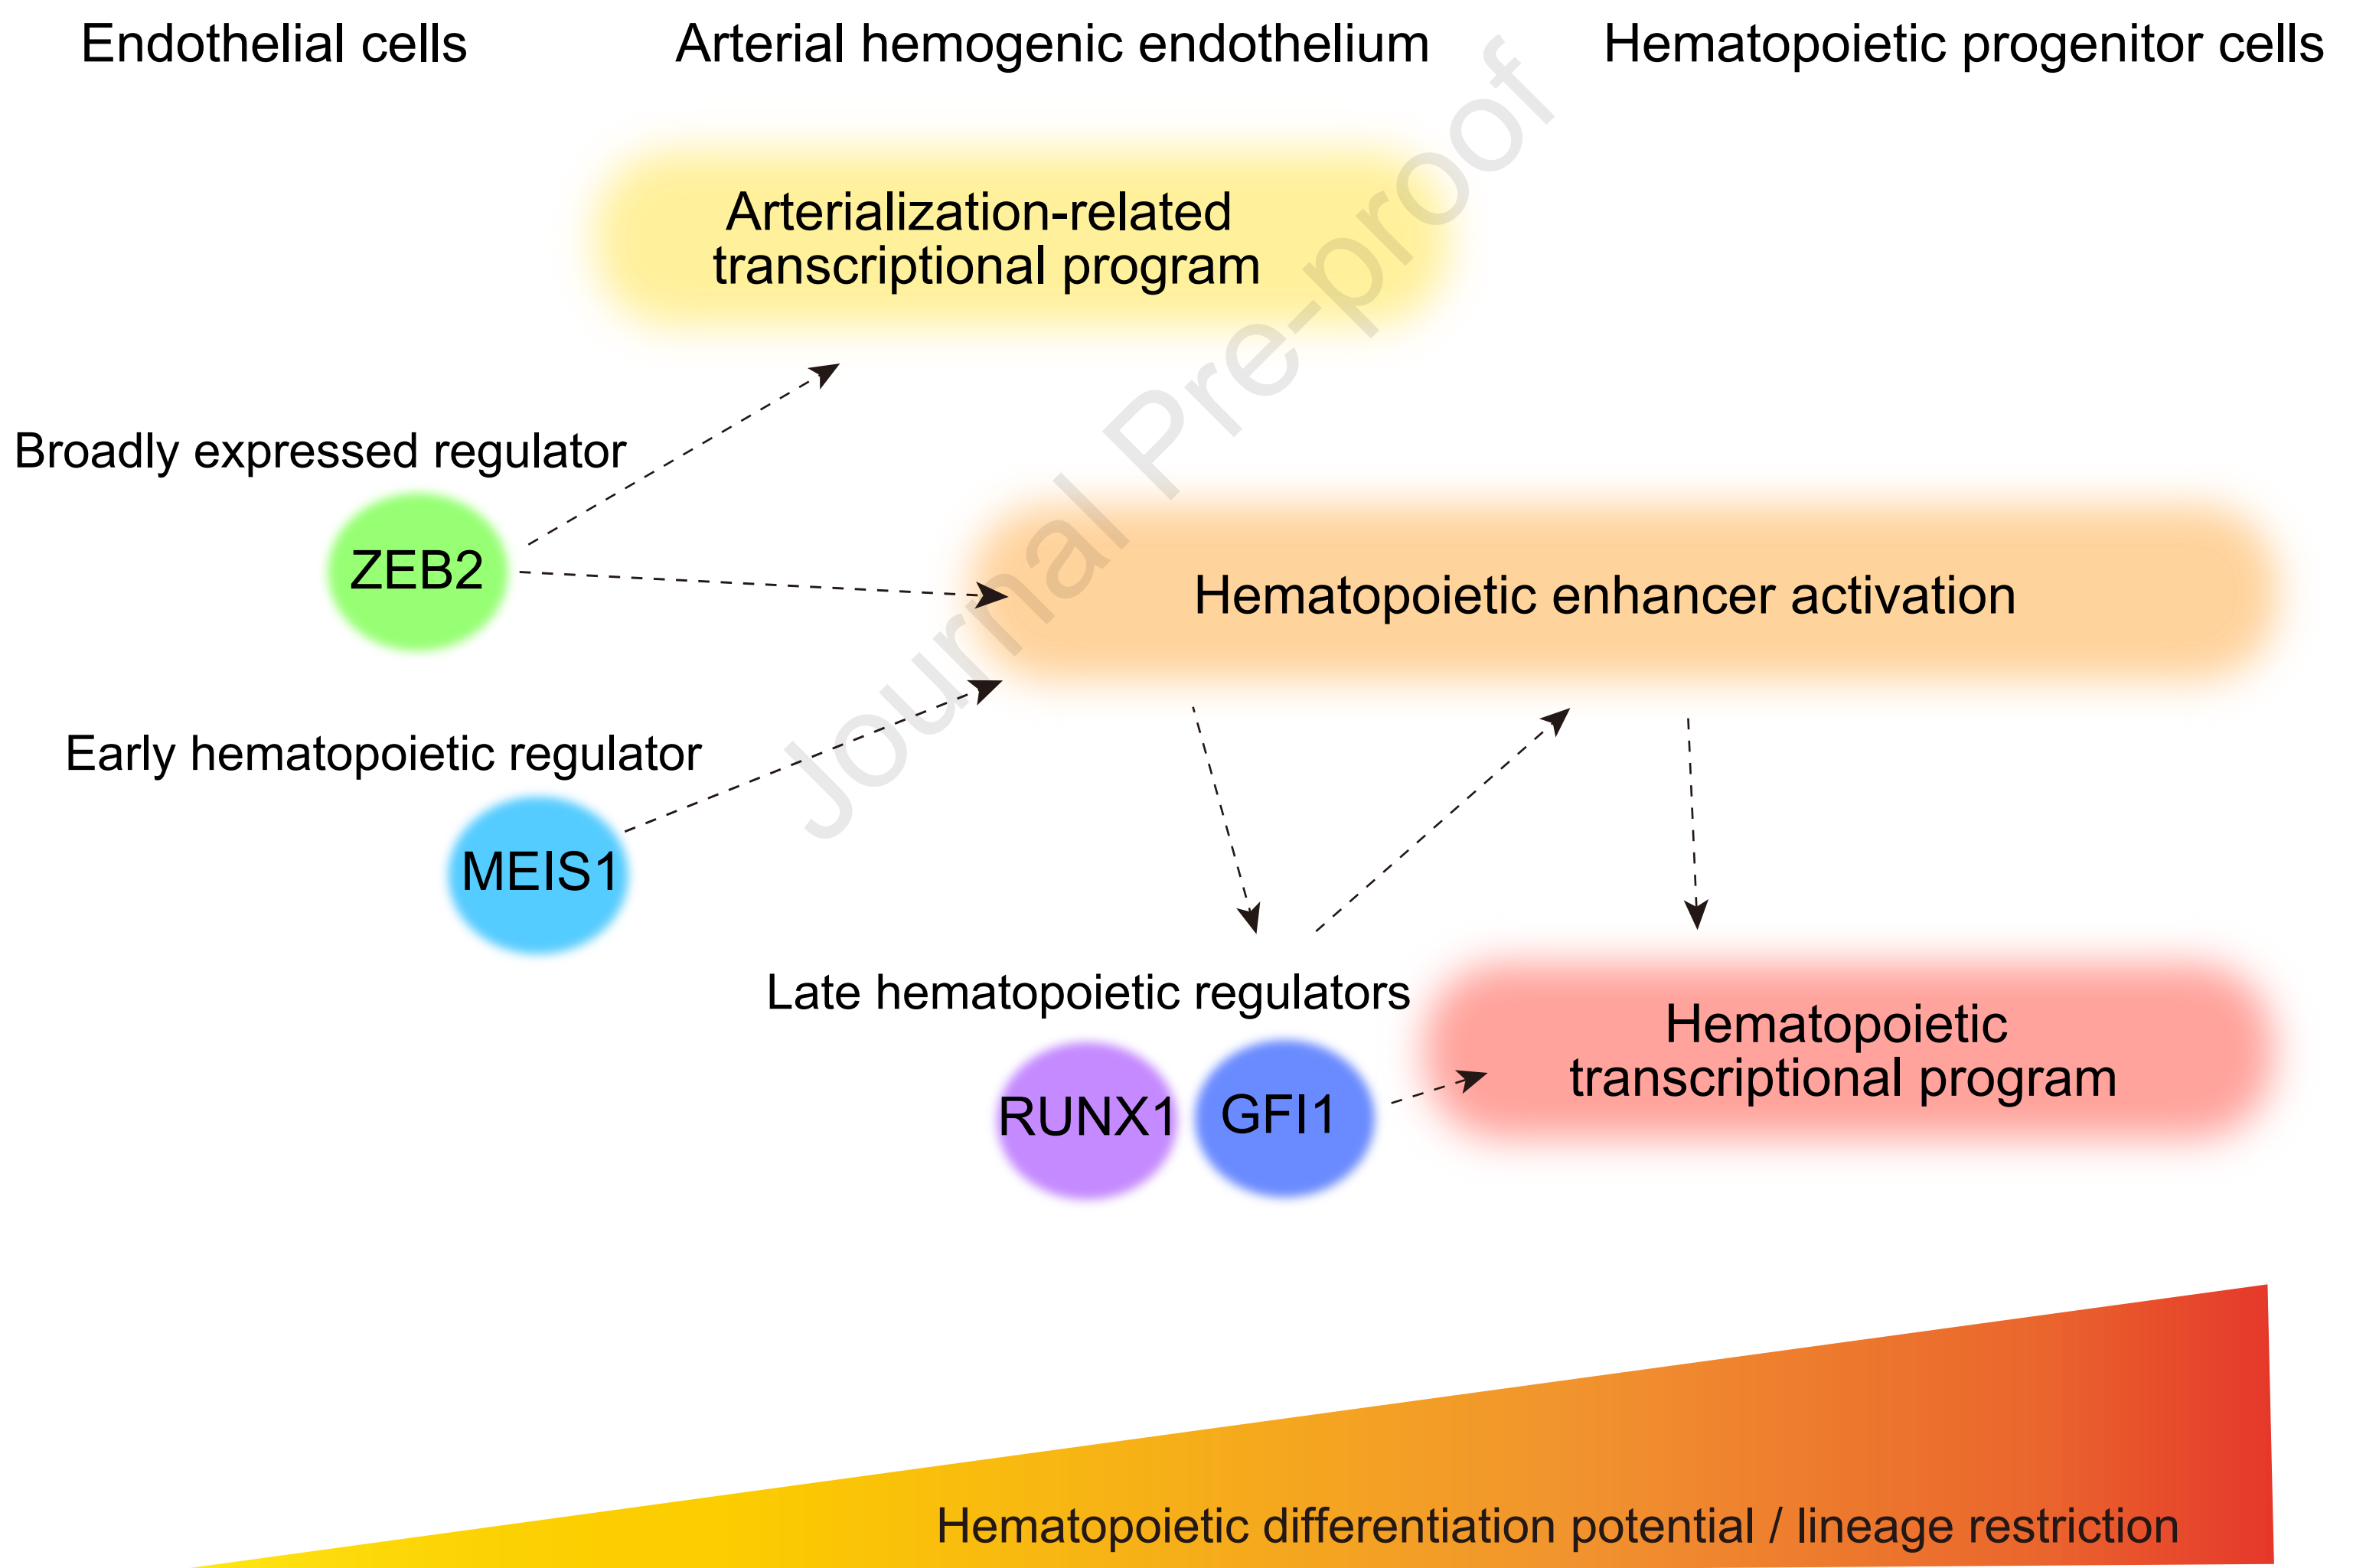 Endothelial cells
Arterial hemogenic endothelium
Hematopoietic progenitor cells
Arterialization-related
transcriptional program
Broadly expressed regulator
ZEB2
Hematopoietic enhancer activation
Early hematopoietic regulator
MEIS1
Late hematopoietic regulators
RUNX1
GFI1
Hematopoietic
transcriptional program
Hematopoietic differentiation potential / lineage restriction
Journal Pre-proof